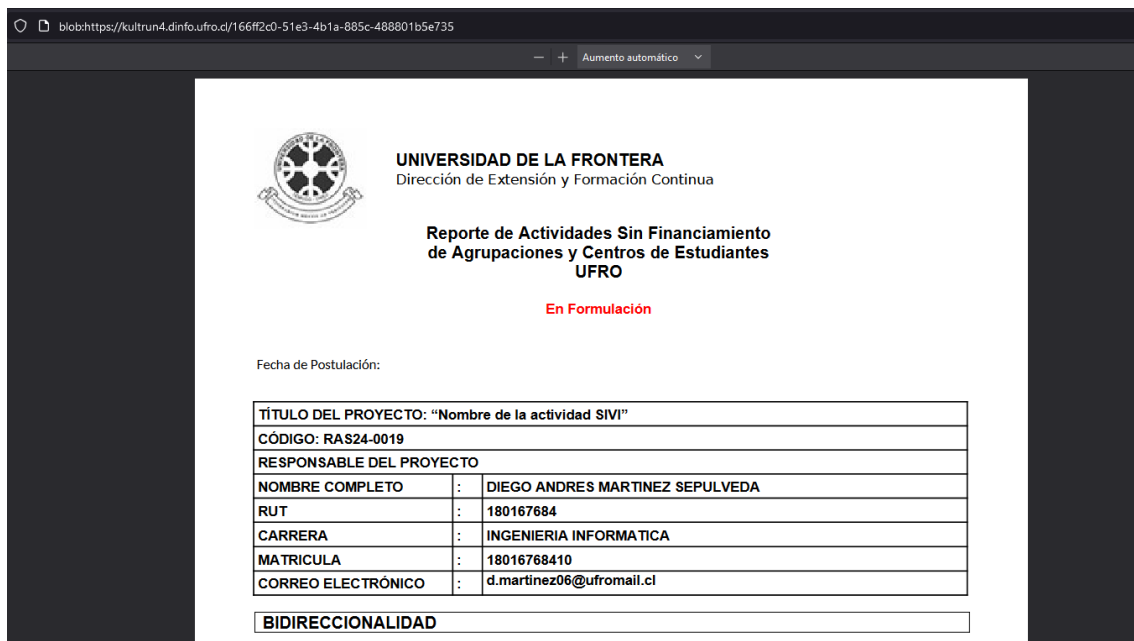 blob:https://kultrun4.dinfo.ufro.cl/166ff2c0-51e3-4b1a-885c-488801b5e735
Aumento automático
UNIVERSIDAD DE LA FRONTERA
Dirección de Extensión y Formación Continua
Reporte de Actividades Sin Financiamiento
de Agrupaciones y Centros de Estudiantes
UFRO
En Formulación
Fecha de Postulación:
TÍTULO DEL PROYECTO: “Nombre de la actividad SIVI”
CÓDIGO: RAS24-0019
RESPONSABLE DEL PROYECTO
NOMBRE COMPLETO : DIEGO ANDRES MARTINEZ SEPULVEDA
RUT : 180167684
CARRERA : INGENIERIA INFORMATICA
MATRICULA : 18016768410
CORREO ELECTRÓNICO : d.martinez06@ufromail.cl
BIDIRECCIONALIDAD